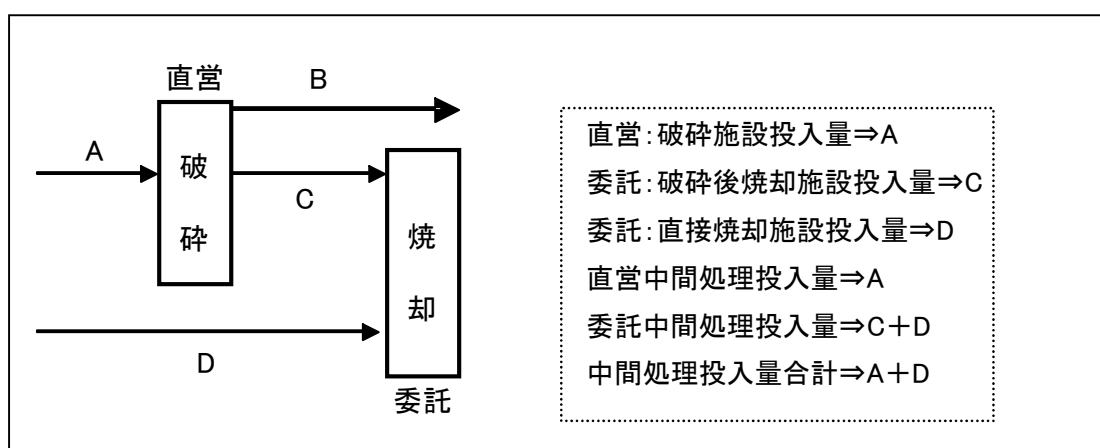 直営
B
A
破
砕
C
焼
却
D
委託
直営:破砕施設投入量⇒A
委託:破砕後焼却施設投入量⇒C
委託:直接焼却施設投入量⇒D
直営中間処理投入量⇒A
委託中間処理投入量⇒C+D
中間処理投入量合計⇒A+D